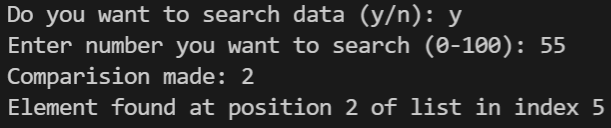 Do you want to search data (y/n): y
Enter number you want to search (0-100): 55
Comparision made: 2
Element found at position 2 of list in index 5